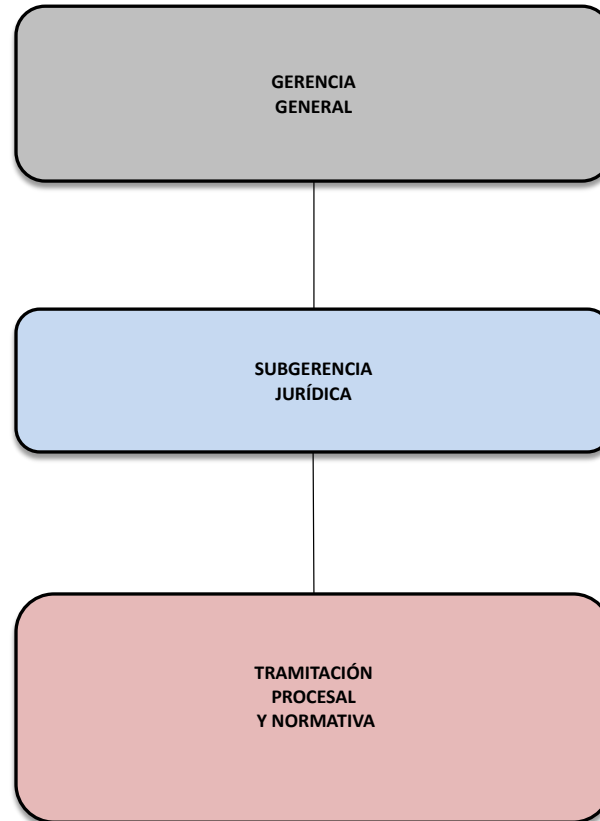 GERENCIA
GENERAL
SUBGERENCIA
JURÍDICA
TRAMITACIÓN
PROCESAL
Y NORMATIVA